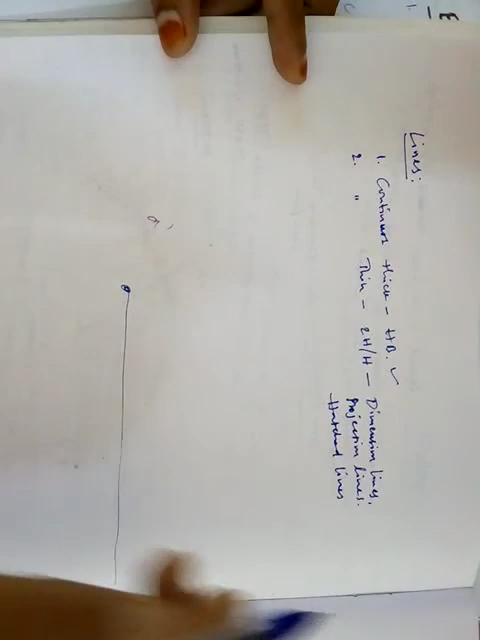 Lines:
1. Continuous thick - HB. ✓
2. " Thin - 2H/H - Dimension lines,
Projection lines.
Hatched lines
a'